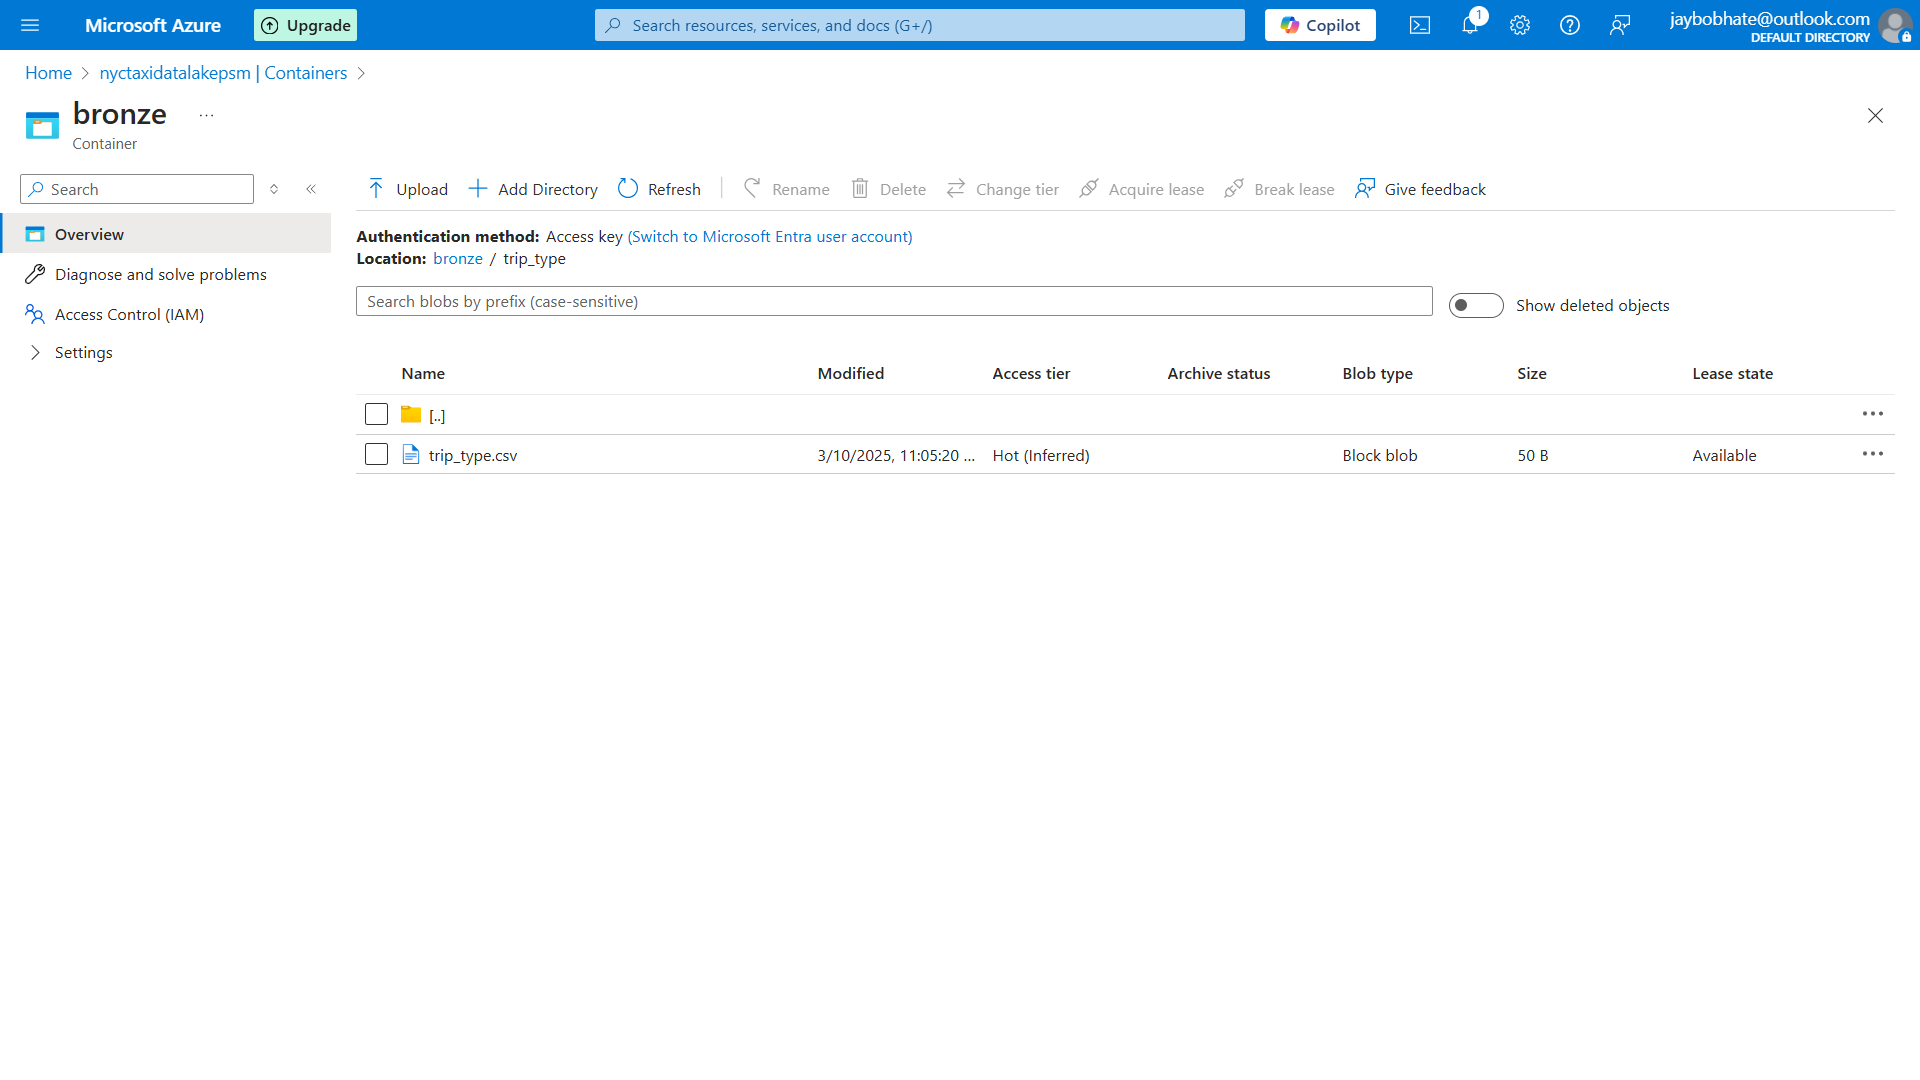 Microsoft Azure
Upgrade
Search resources, services, and docs (G+/)
Copilot
1
jaybobhate@outlook.com
DEFAULT DIRECTORY
Home
nyctaxidatalakepsm | Containers
bronze
...
Container
Search
Overview
Diagnose and solve problems
Access Control (IAM)
Settings
Upload
Add Directory
Refresh
Rename
Delete
Change tier
Acquire lease
Break lease
Give feedback
Authentication method: Access key (Switch to Microsoft Entra user account)
Location: bronze / trip_type
Search blobs by prefix (case-sensitive)
Show deleted objects
Name Modified Access tier Archive status Blob type Size Lease state
[..]
trip_type.csv 3/10/2025, 11:05:20 ... Hot (Inferred) Block blob 50 B Available